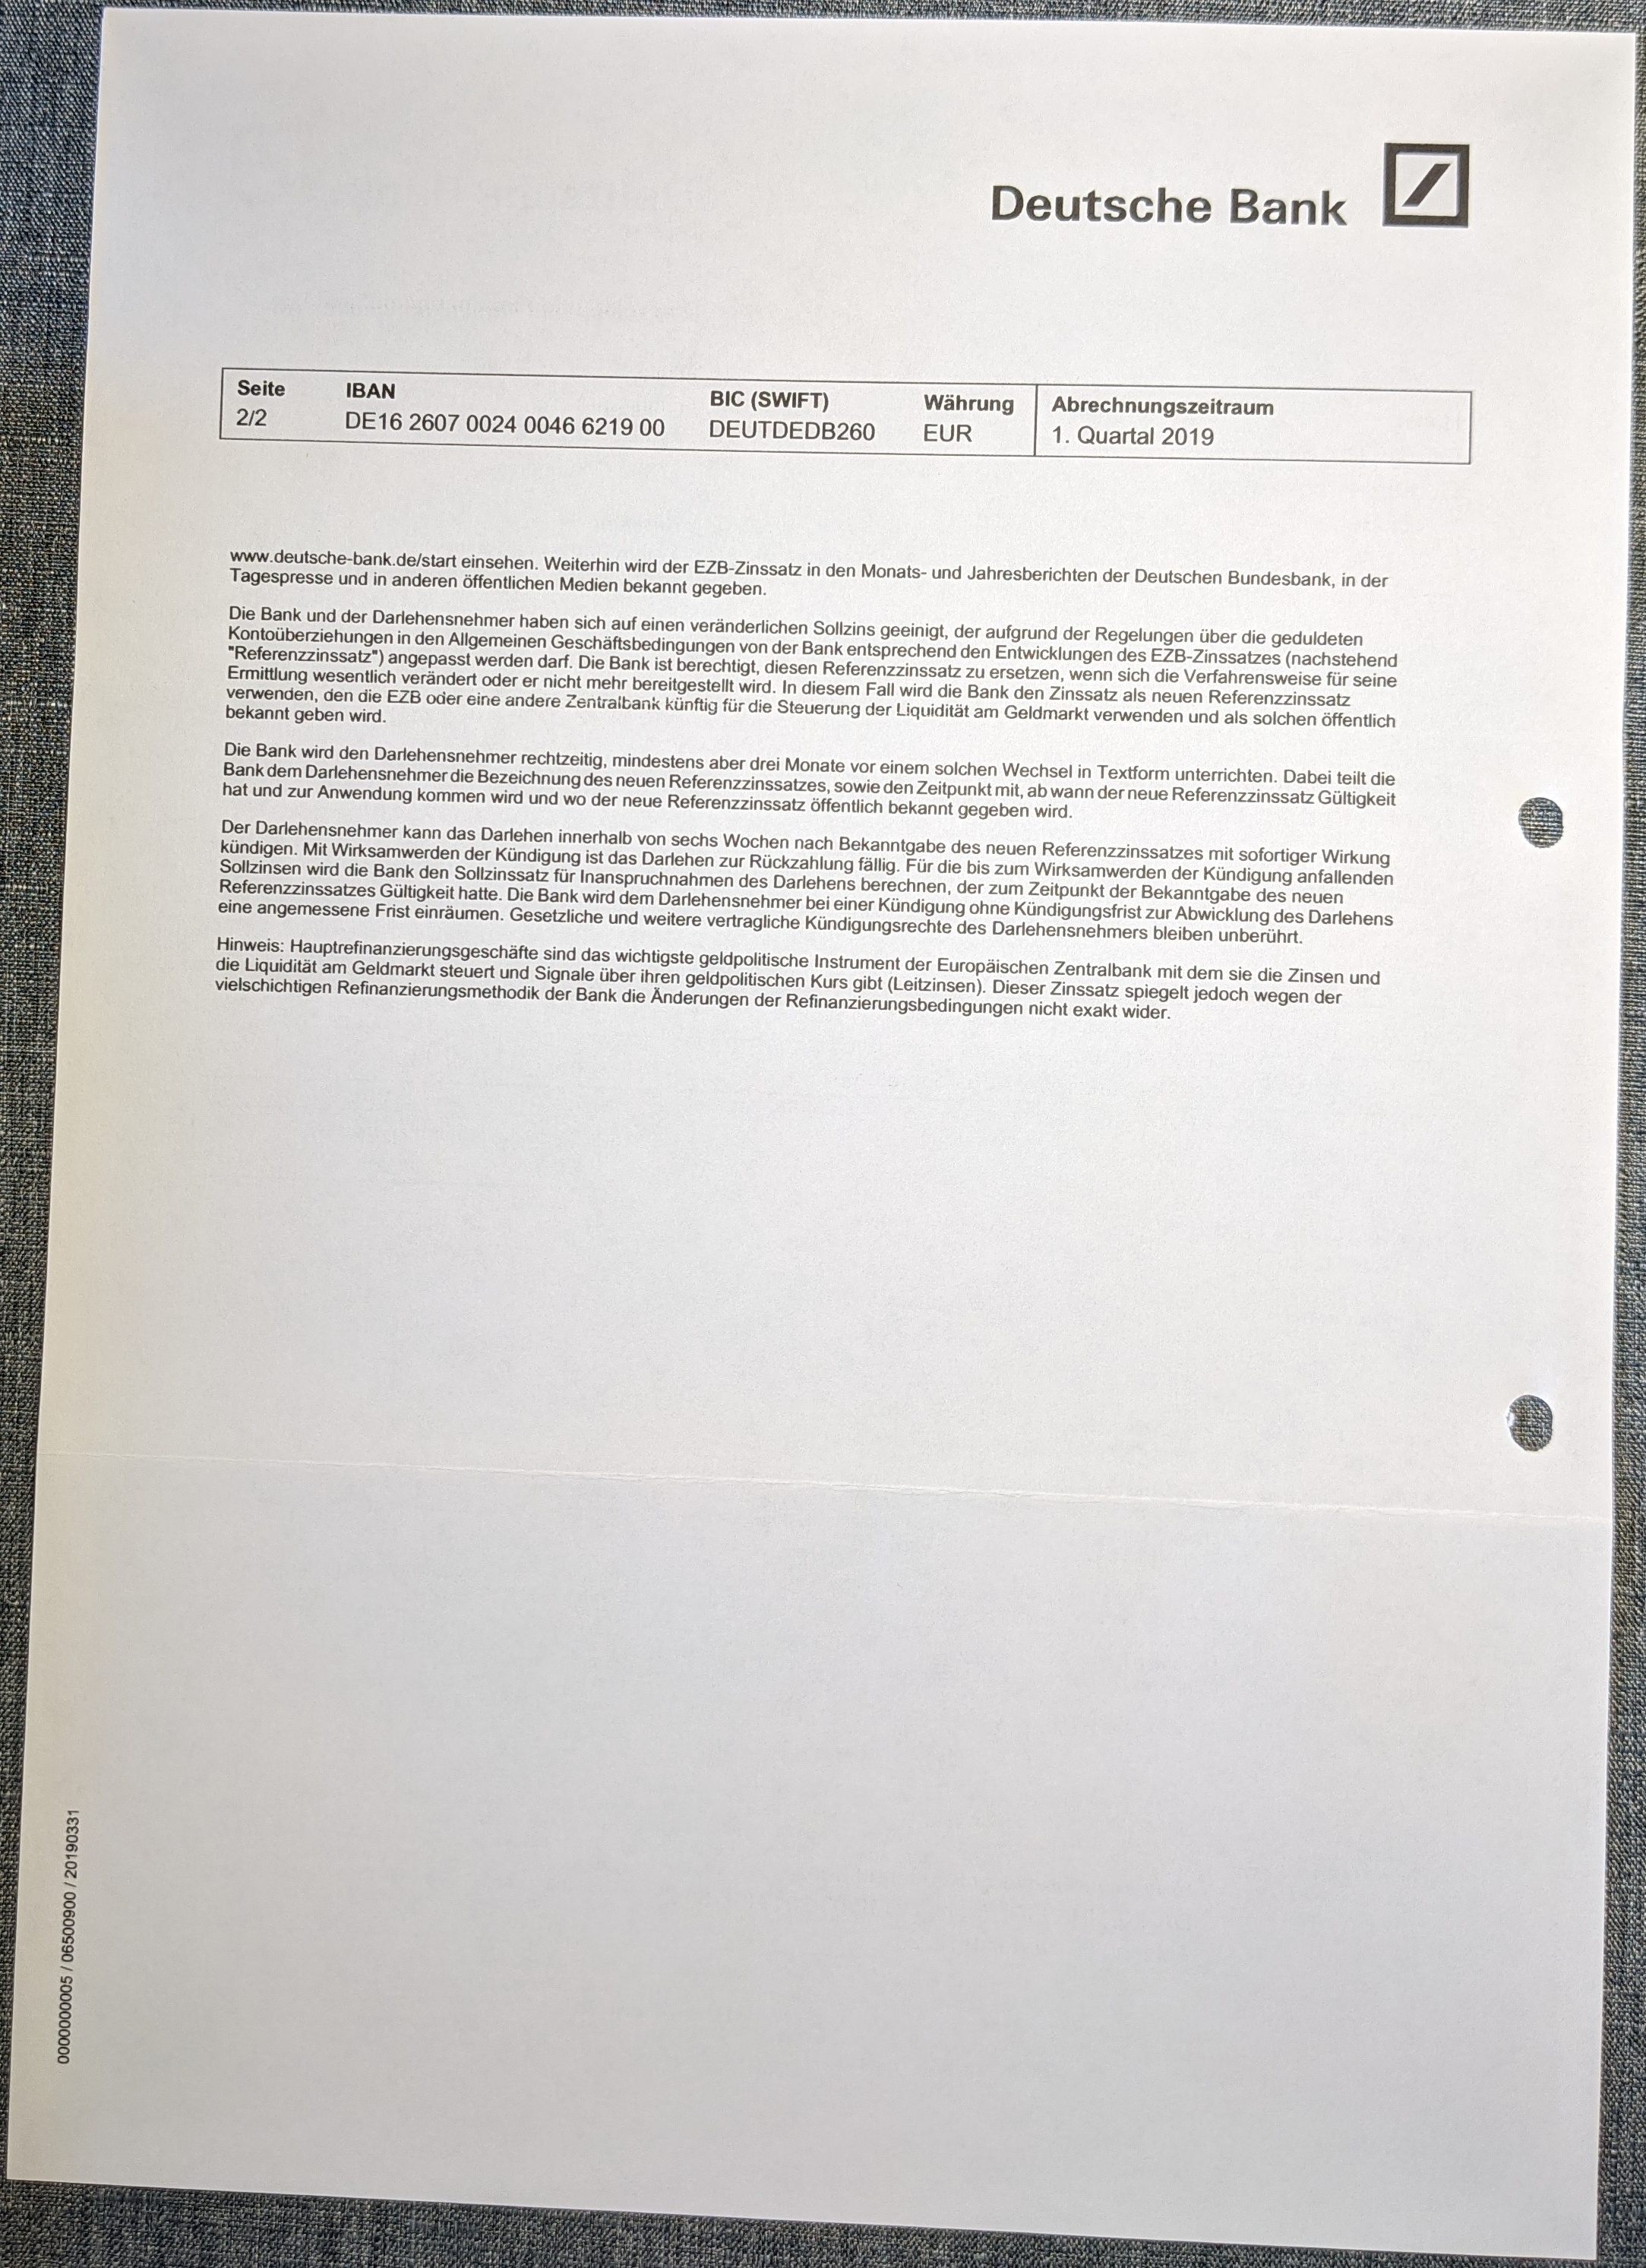 Deutsche Bank
Seite IBAN BIC (SWIFT) Währung Abrechnungszeitraum
2/2 DE16 2607 0024 0046 6219 00 DEUTDEDB260 EUR 1. Quartal 2019
www.deutsche-bank.de/start einsehen. Weiterhin wird der EZB-Zinssatz in den Monats- und Jahresberichten der Deutschen Bundesbank, in der
Tagespresse und in anderen öffentlichen Medien bekannt gegeben.
Die Bank und der Darlehensnehmer haben sich auf einen veränderlichen Sollzins geeinigt, der aufgrund der Regelungen über die geduldeten
Kontoüberziehungen in den Allgemeinen Geschäftsbedingungen von der Bank entsprechend den Entwicklungen des EZB-Zinssatzes (nachstehend
"Referenzzinssatz") angepasst werden darf. Die Bank ist berechtigt, diesen Referenzzinssatz zu ersetzen, wenn sich die Verfahrensweise für seine
Ermittlung wesentlich verändert oder er nicht mehr bereitgestellt wird. In diesem Fall wird die Bank den Zinssatz als neuen Referenzzinssatz
verwenden, den die EZB oder eine andere Zentralbank künftig für die Steuerung der Liquidität am Geldmarkt verwenden und als solchen öffentlich
bekannt geben wird.
Die Bank wird den Darlehensnehmer rechtzeitig, mindestens aber drei Monate vor einem solchen Wechsel in Textform unterrichten. Dabei teilt die
Bank dem Darlehensnehmer die Bezeichnung des neuen Referenzzinssatzes, sowie den Zeitpunkt mit, ab wann der neue Referenzzinssatz Gültigkeit
hat und zur Anwendung kommen wird und wo der neue Referenzzinssatz öffentlich bekannt gegeben wird.
Der Darlehensnehmer kann das Darlehen innerhalb von sechs Wochen nach Bekanntgabe des neuen Referenzzinssatzes mit sofortiger Wirkung
kündigen. Mit Wirksamwerden der Kündigung ist das Darlehen zur Rückzahlung fällig. Für die bis zum Wirksamwerden der Kündigung anfallenden
Sollzinsen wird die Bank den Sollzinssatz für Inanspruchnahmen des Darlehens berechnen, der zum Zeitpunkt der Bekanntgabe des neuen
Referenzzinssatzes Gültigkeit hatte. Die Bank wird dem Darlehensnehmer bei einer Kündigung ohne Kündigungsfrist zur Abwicklung des Darlehens
eine angemessene Frist einräumen. Gesetzliche und weitere vertragliche Kündigungsrechte des Darlehensnehmers bleiben unberührt.
Hinweis: Hauptrefinanzierungsgeschäfte sind das wichtigste geldpolitische Instrument der Europäischen Zentralbank mit dem sie die Zinsen und
die Liquidität am Geldmarkt steuert und Signale über ihren geldpolitischen Kurs gibt (Leitzinsen). Dieser Zinssatz spiegelt jedoch wegen der
vielschichtigen Refinanzierungsmethodik der Bank die Änderungen der Refinanzierungsbedingungen nicht exakt wider.
0000000005 / 06500900 / 20190331